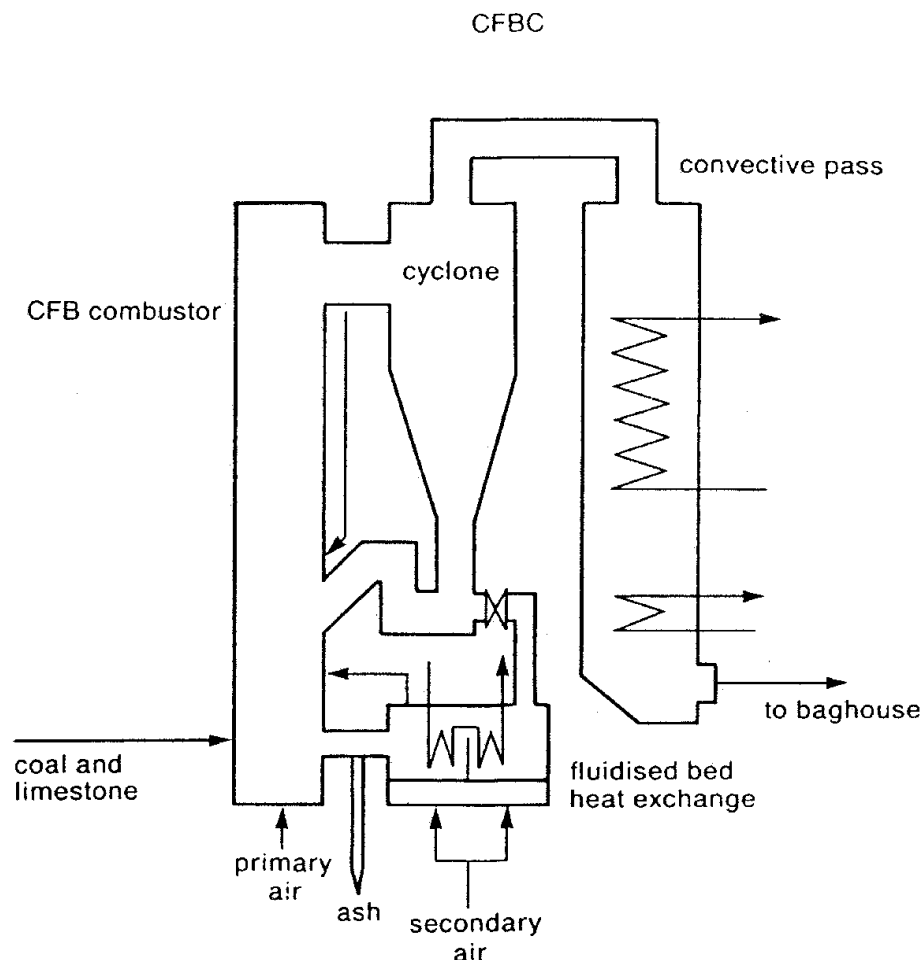 CFBC
convective pass
cyclone
CFB combustor
to baghouse
coal and
limestone
fluidised bed
heat exchange
primary
air
ash
secondary
air